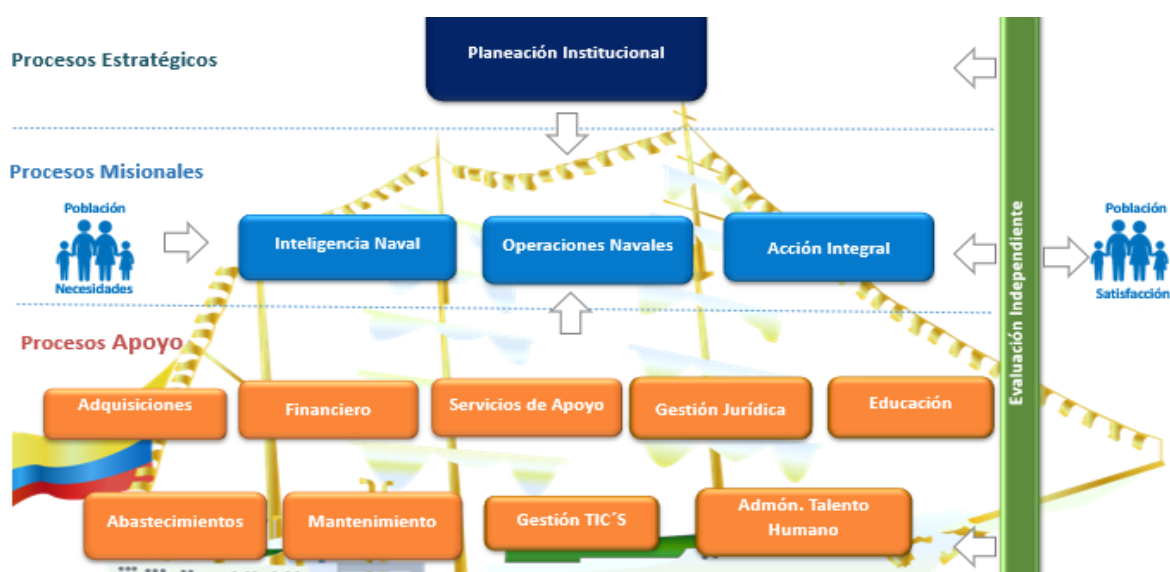 Planeación Institucional
Procesos Estratégicos
Procesos Misionales
Población
Necesidades
Inteligencia Naval
Operaciones Navales
Acción Integral
Evaluación Independiente
Población
Satisfacción
Procesos Apoyo
Adquisiciones
Financiero
Servicios de Apoyo
Gestión Jurídica
Educación
Abastecimientos
Mantenimiento
Gestión TIC´S
Admón. Talento
Humano